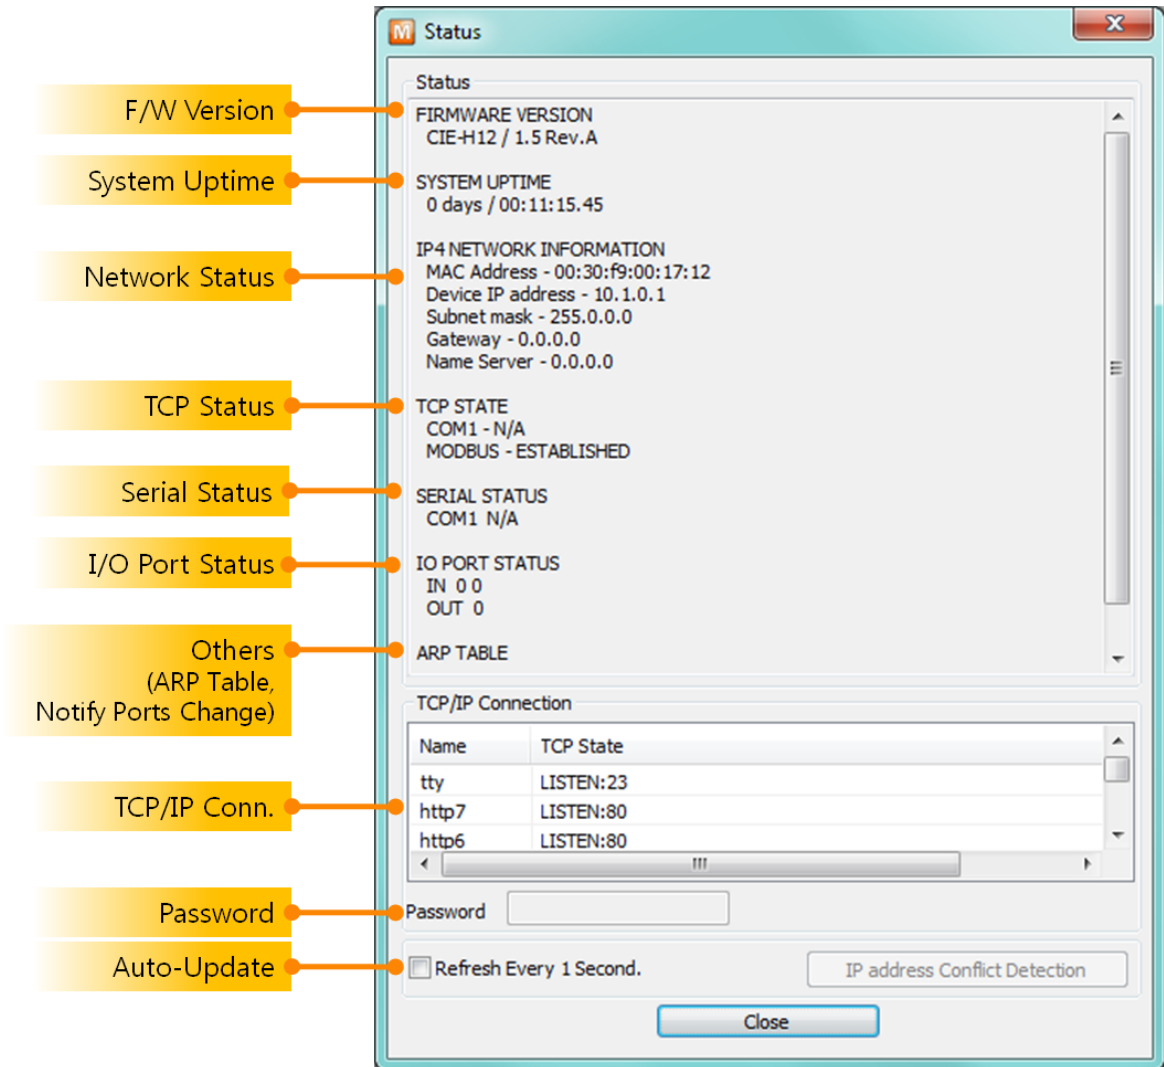 Status
Status
F/W Version
FIRMWARE VERSION
CIE-H12 / 1.5 Rev.A
System Uptime
SYSTEM UPTIME
0 days / 00:11:15.45
Network Status
IP4 NETWORK INFORMATION
MAC Address - 00:30:f9:00:17:12
Device IP address - 10.1.0.1
Subnet mask - 255.0.0.0
Gateway - 0.0.0.0
Name Server - 0.0.0.0
TCP Status
TCP STATE
COM1 - N/A
MODBUS - ESTABLISHED
Serial Status
SERIAL STATUS
COM1 N/A
I/O Port Status
IO PORT STATUS
IN 0 0
OUT 0
Others
(ARP Table,
Notify Ports Change)
ARP TABLE
TCP/IP Connection
Name TCP State
tty LISTEN:23
TCP/IP Conn.
http7 LISTEN:80
http6 LISTEN:80
Password
Password
Auto-Update
Refresh Every 1 Second.
IP address Conflict Detection
Close